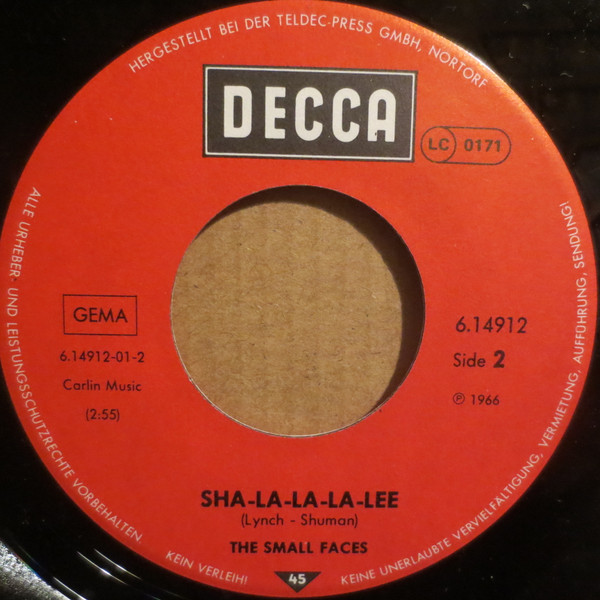 HERGESTELLT BEI DER TELDEC-PRESS GMBH, NORTORF
DECCA
LC 0171
GEMA
6.14912-01-2
Carlin Music
(2:55)
6.14912
Side 2
℗ 1966
SHA-LA-LA-LA-LEE
(Lynch - Shuman)
THE SMALL FACES
45
ALLE URHEBER- UND LEISTUNGSSCHUTZRECHTE VORBEHALTEN.
KEIN VERLEIH!
KEINE UNERLAUBTE VERVIELFÄLTIGUNG, VERMIETUNG, AUFFÜHRUNG, SENDUNG!